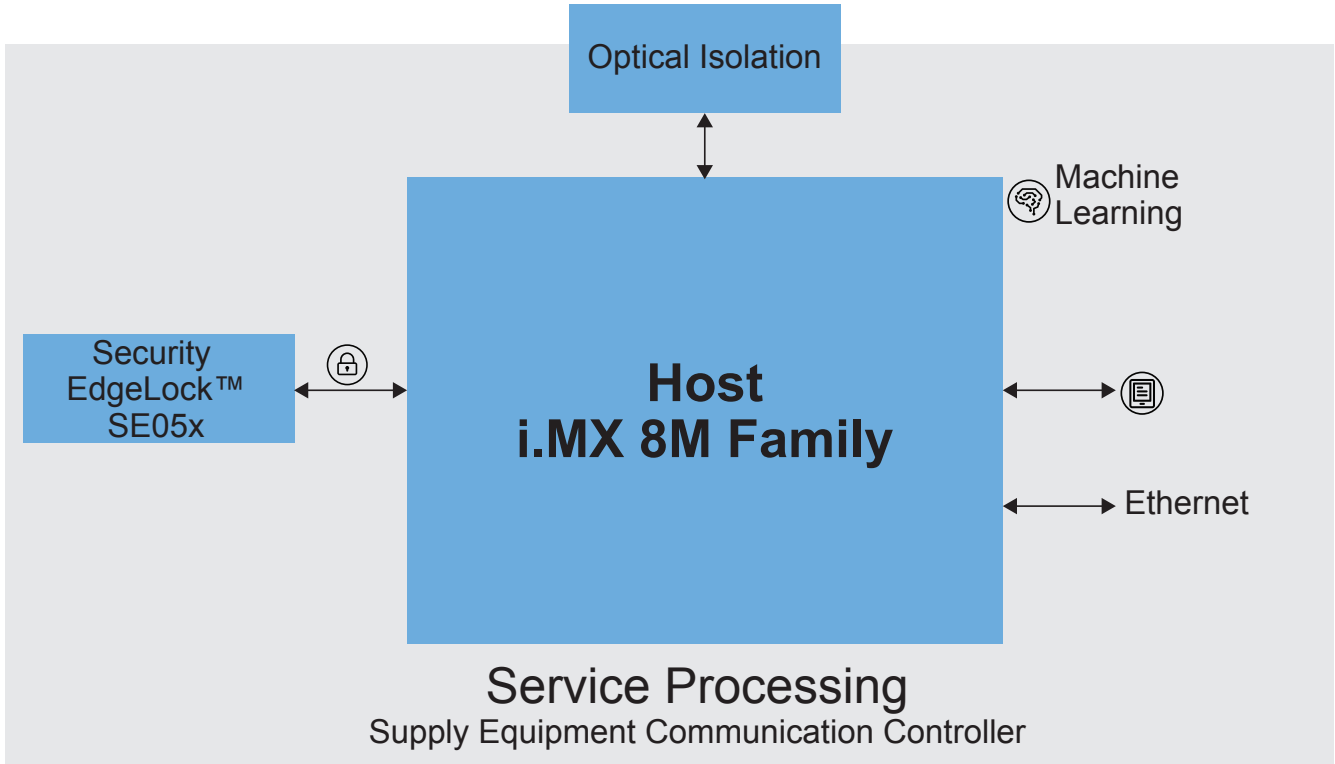 Optical Isolation
Machine
Learning
Security
EdgeLock™
SE05x
Host
i.MX 8M Family
Ethernet
Service Processing
Supply Equipment Communication Controller